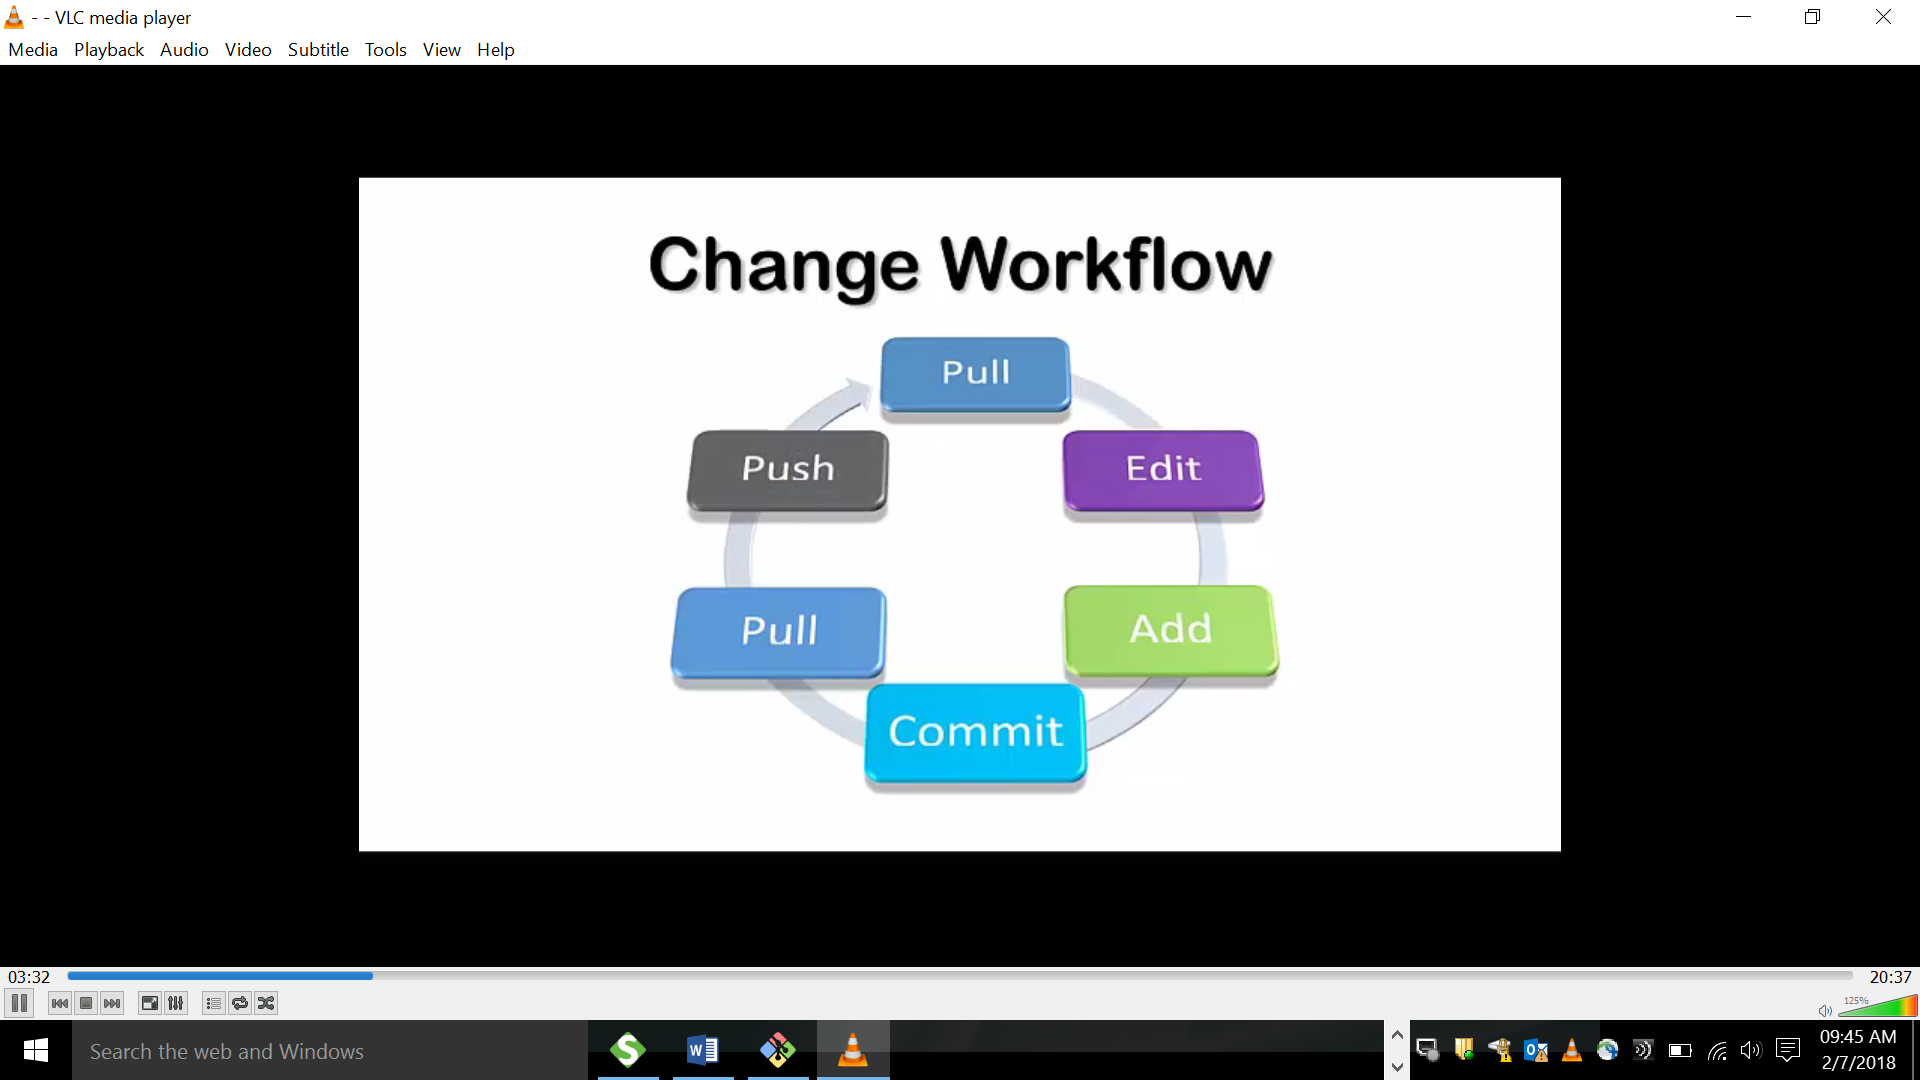 - - VLC media player
Media Playback Audio Video Subtitle Tools View Help
Change Workflow
Pull
Push
Edit
Pull
Add
Commit
03:32
20:37
125%
Search the web and Windows
09:45 AM
2/7/2018